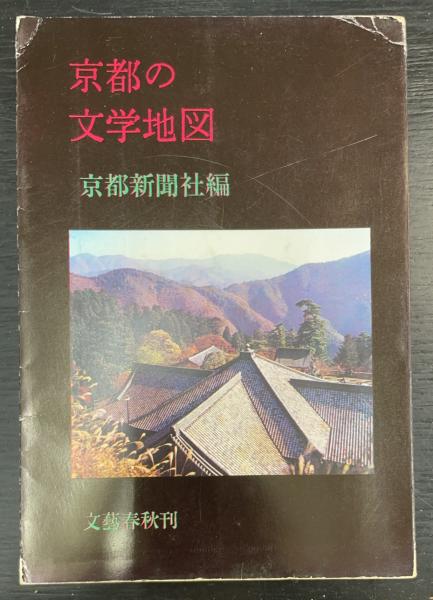 京都の
文学地図
京都新聞社編
文藝春秋刊